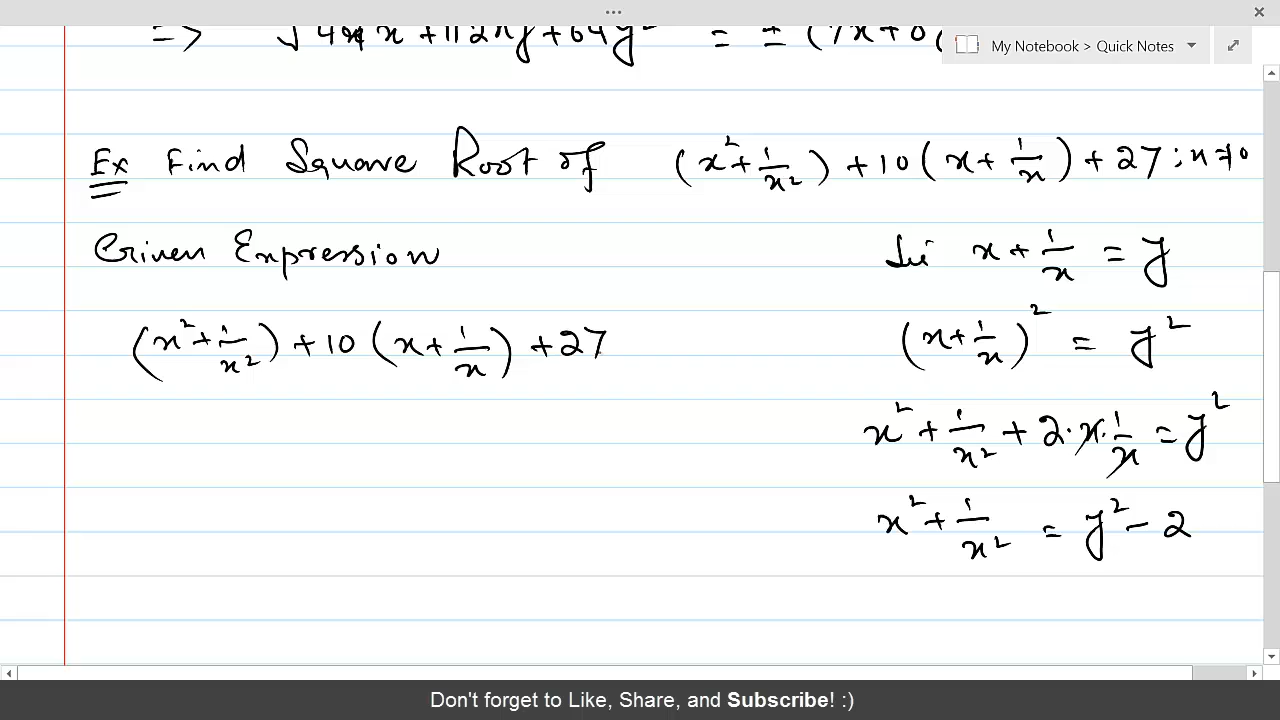 My Notebook > Quick Notes
Ex Find Square Root of (x² + 1/x²) + 10 (x + 1/x) + 27 ; x ≠ 0
Given Expression
(x² + 1/x²) + 10 (x + 1/x) + 27
x + 1/x = y
(x + 1/x)² = y²
x² + 1/x² + 2 · x · 1/x = y²
x² + 1/x² = y² - 2
Don't forget to Like, Share, and Subscribe! :)